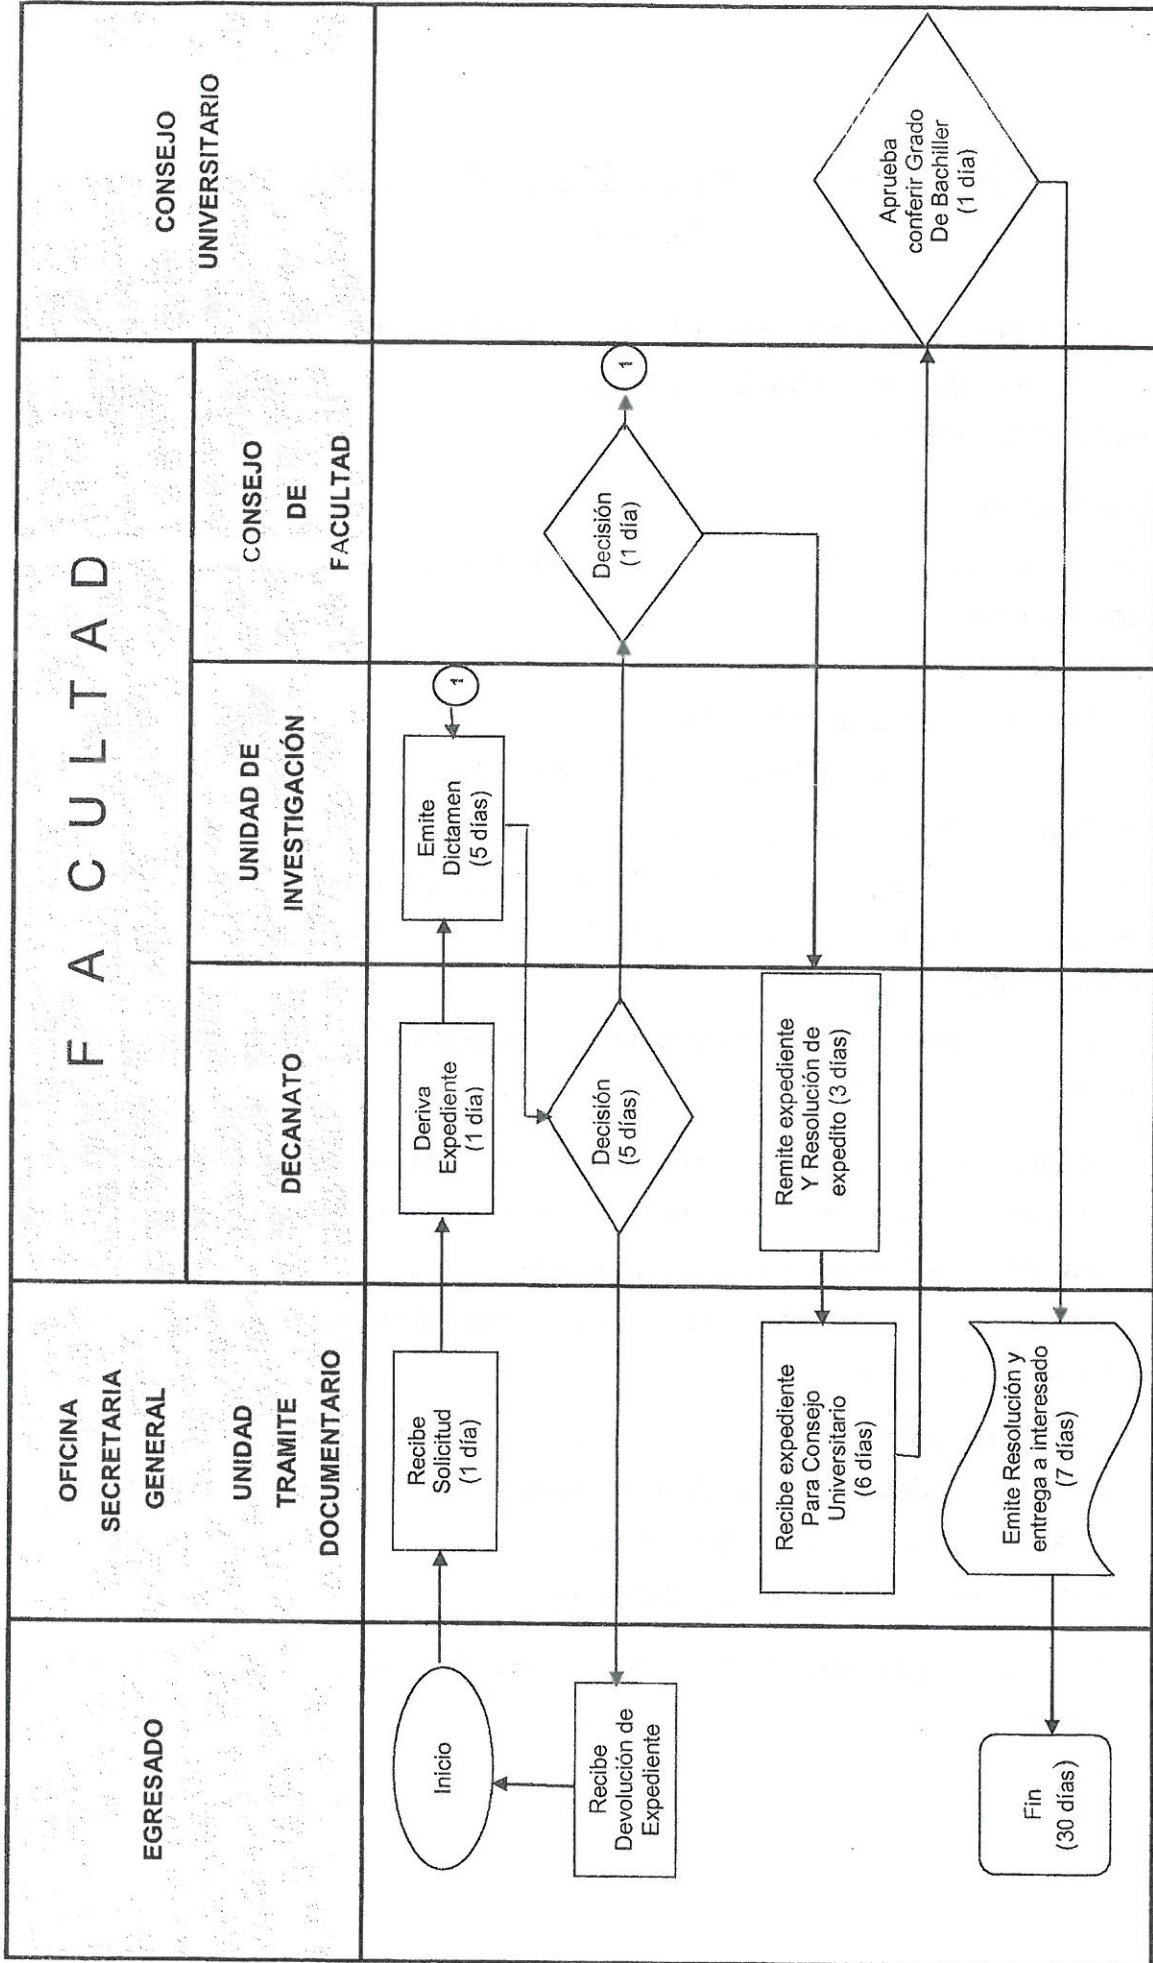 EGRESADO
OFICINA
SECRETARIA
GENERAL
UNIDAD
TRAMITE
DOCUMENTARIO
F A C U L T A D
DECANATO
UNIDAD DE
INVESTIGACIÓN
CONSEJO
DE
FACULTAD
CONSEJO
UNIVERSITARIO
Inicio
Recibe
Solicitud
(1 día)
Deriva
Expediente
(1 día)
Emite
Dictamen
(5 días)
1
Recibe
Devolución de
Expediente
Decisión
(5 días)
Decisión
(1 día)
1
Recibe expediente
Para Consejo
Universitario
(6 días)
Remite expediente
Y Resolución de
expedito (3 días)
Aprueba
conferir Grado
De Bachiller
(1 día)
Fin
(30 días)
Emite Resolución y
entrega a interesado
(7 días)